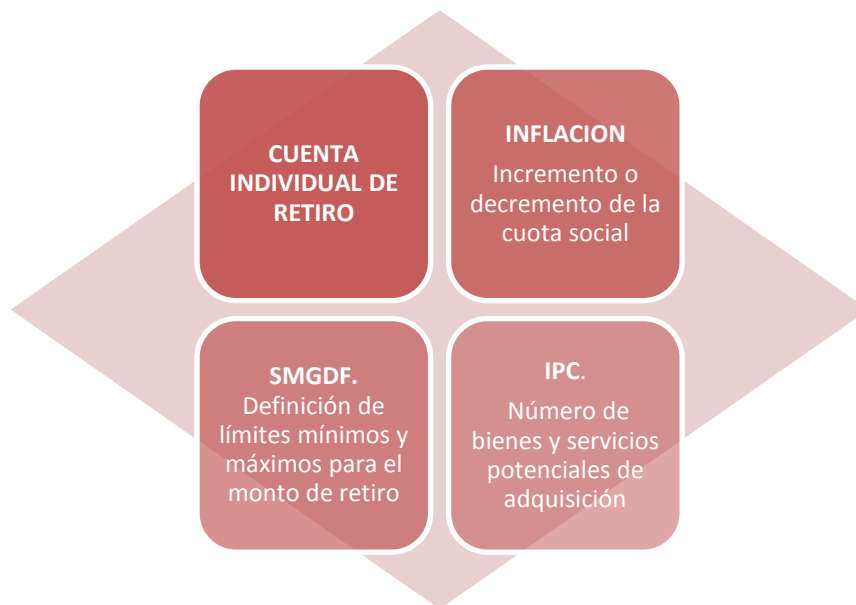 CUENTA
INDIVIDUAL DE
RETIRO
INFLACION
Incremento o
decremento de la
cuota social
SMGDF.
Definición de
límites mínimos y
máximos para el
monto de retiro
IPC.
Número de
bienes y servicios
potenciales de
adquisición